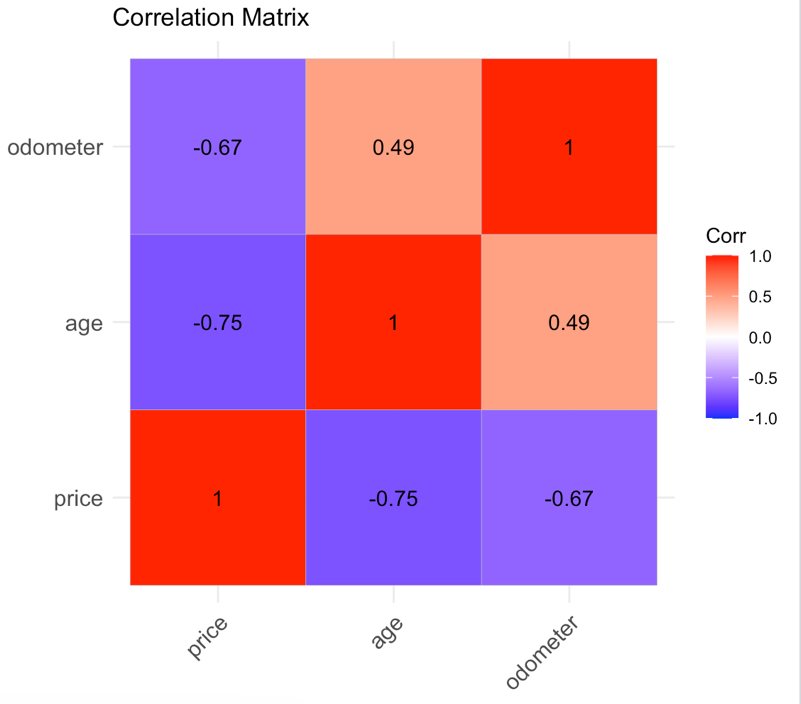 Correlation Matrix
odometer
-0.67
0.49
1
age
-0.75
1
0.49
price
1
-0.75
-0.67
price
age
odometer
Corr
1.0
0.5
0.0
-0.5
-1.0